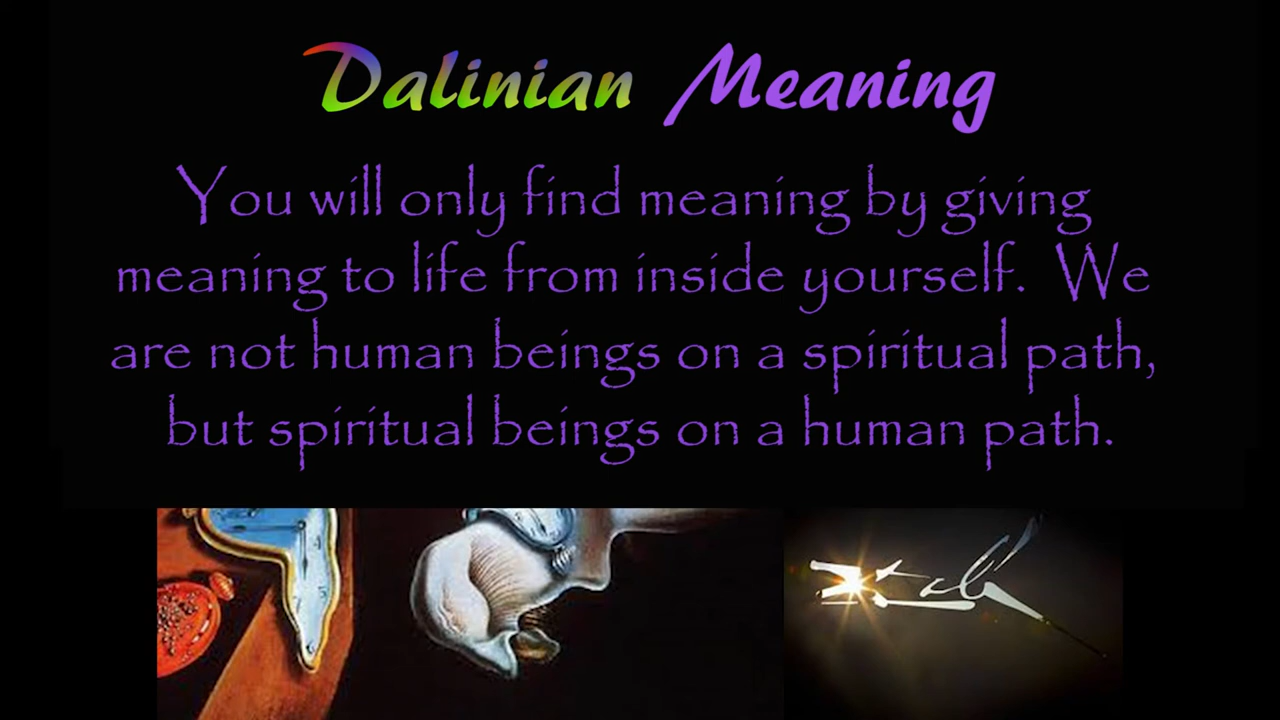 Dalinian Meaning
You will only find meaning by giving
meaning to life from inside yourself. We
are not human beings on a spiritual path,
but spiritual beings on a human path.